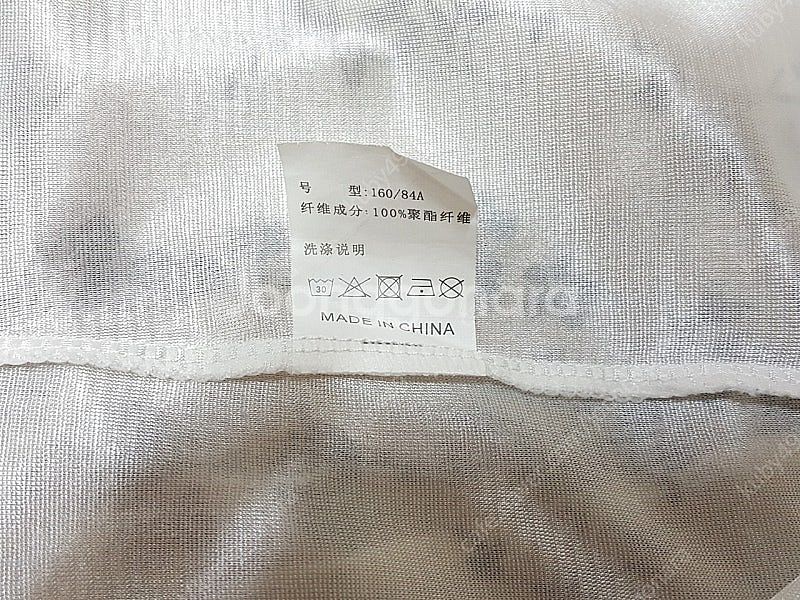 号 型:160/84A
纤维成分:100%聚酯纤维
洗涤说明
30
MADE IN CHINA